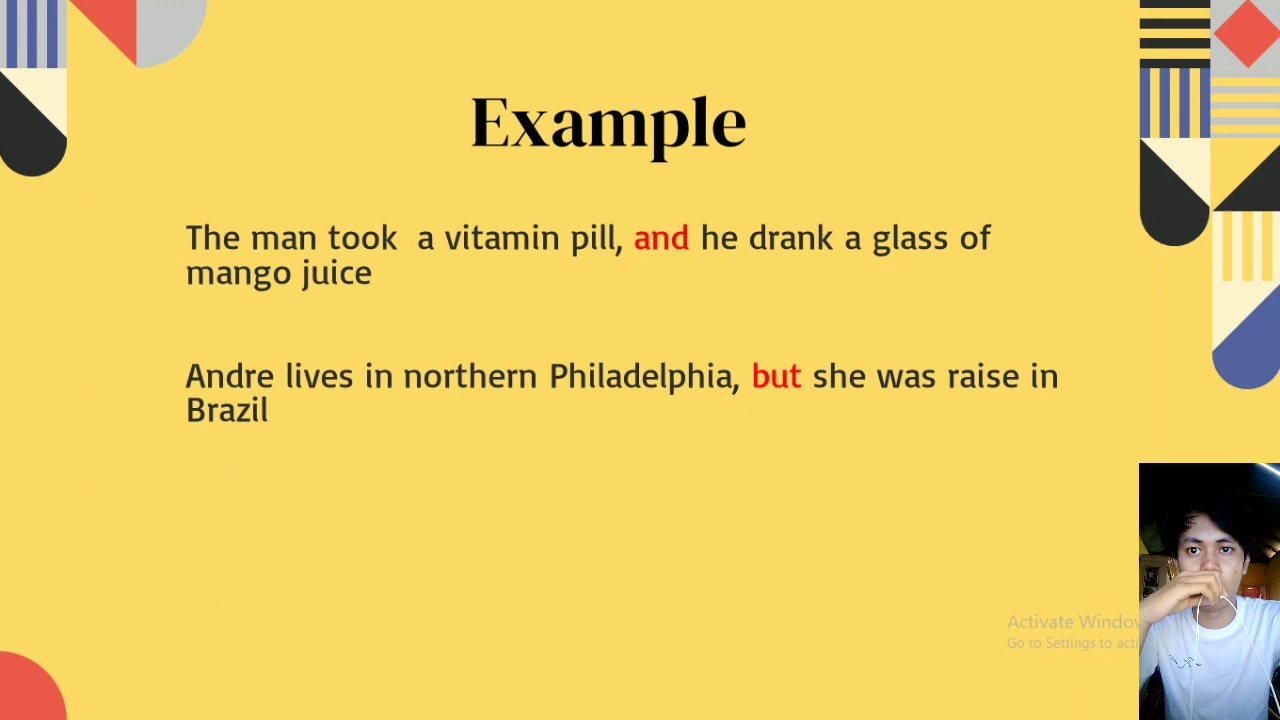 Example
The man took a vitamin pill, and he drank a glass of
mango juice
Andre lives in northern Philadelphia, but she was raise in
Brazil
Activate Window
Go to Settings to acti